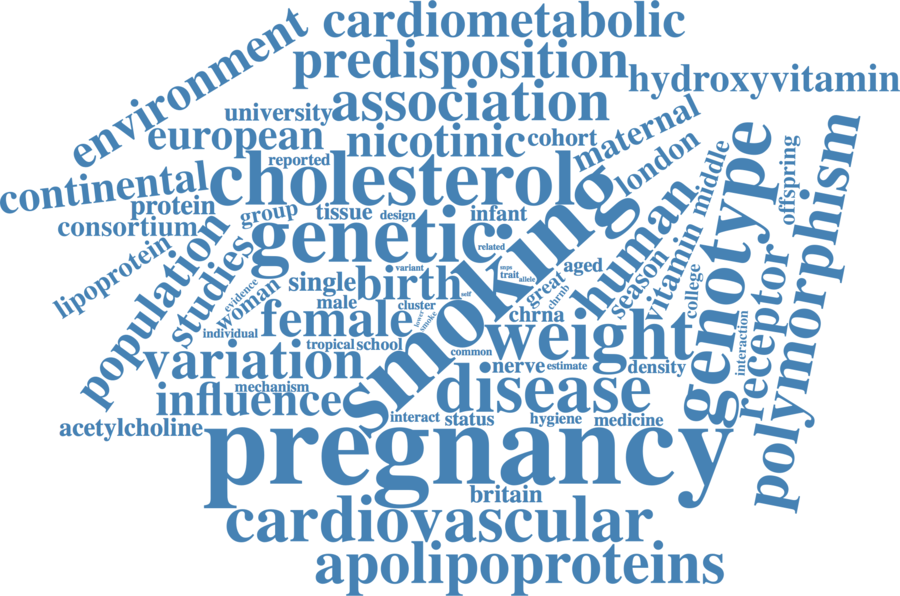 cardiometabolic
environment
predisposition
hydroxyvitamin
association
university
european
nicotinic
cohort
maternal
reported
london
cholesterol
continental
protein
consortium
group
tissue
design
infant
genetic
related
smoking
human
middle
genotype
offspring
polymorphism
lipoprotein
population
studies
evidence
woman
single
birth
variant
snps
trait
allele
aged
great
chrnb
season
vitamin
college
receptor
interaction
male
cluster
self
individual
female
lower
smoke
chrna
tropical
school
common
weight
variation
nerve
estimate
density
mechanism
influences
disease
acetylcholine
interact
status
hygiene
medicine
pregnancy
britain
cardiovascular
apolipoproteins